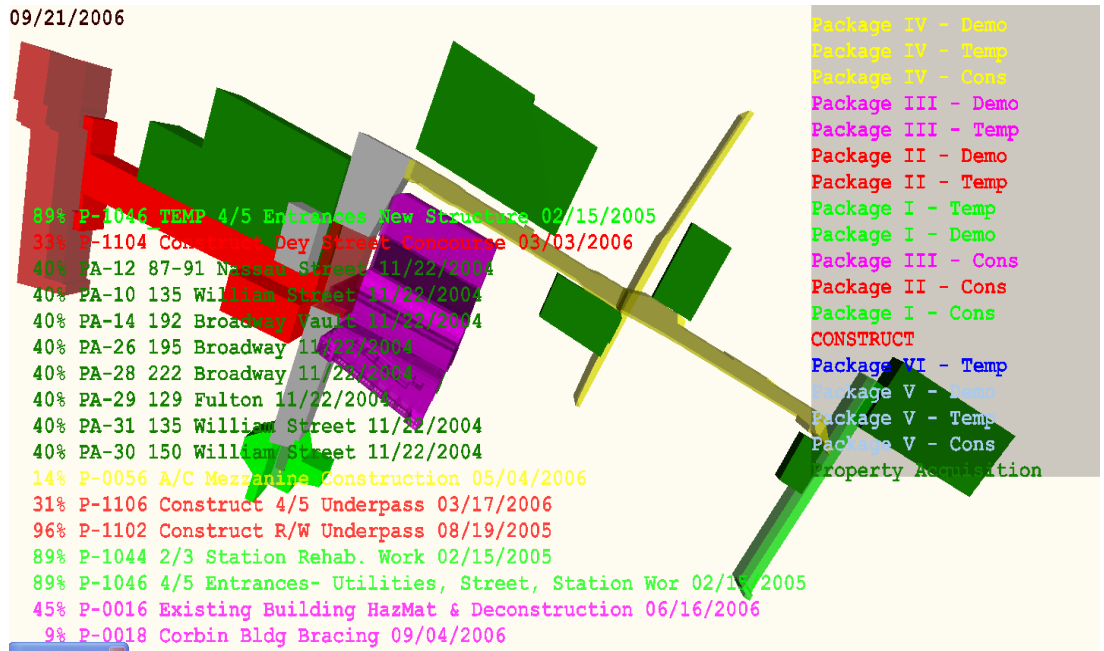 09/21/2006
Package IV - Demo
Package IV - Temp
Package IV - Cons
Package III - Demo
Package III - Temp
Package II - Demo
Package II - Temp
Package I - Temp
Package I - Demo
Package III - Cons
Package II - Cons
Package I - Cons
CONSTRUCT
Package VI - Temp
Package V - Demo
Package V - Temp
Package V - Cons
Property Acquisition
89% P-1046_TEMP 4/5 Entrances New Structure 02/15/2005
33% P-1104 Construct Dey Street Concourse 03/03/2006
40% PA-12 87-91 Nassau Street 11/22/2004
40% PA-10 135 William Street 11/22/2004
40% PA-14 192 Broadway Vault 11/22/2004
40% PA-26 195 Broadway 11/22/2004
40% PA-28 222 Broadway 11/22/2004
40% PA-29 129 Fulton 11/22/2004
40% PA-31 135 William Street 11/22/2004
40% PA-30 150 William Street 11/22/2004
14% P-0056 A/C Mezzanine Construction 05/04/2006
31% P-1106 Construct 4/5 Underpass 03/17/2006
96% P-1102 Construct R/W Underpass 08/19/2005
89% P-1044 2/3 Station Rehab. Work 02/15/2005
89% P-1046 4/5 Entrances- Utilities, Street, Station Wor 02/15/2005
45% P-0016 Existing Building HazMat & Deconstruction 06/16/2006
9% P-0018 Corbin Bldg Bracing 09/04/2006